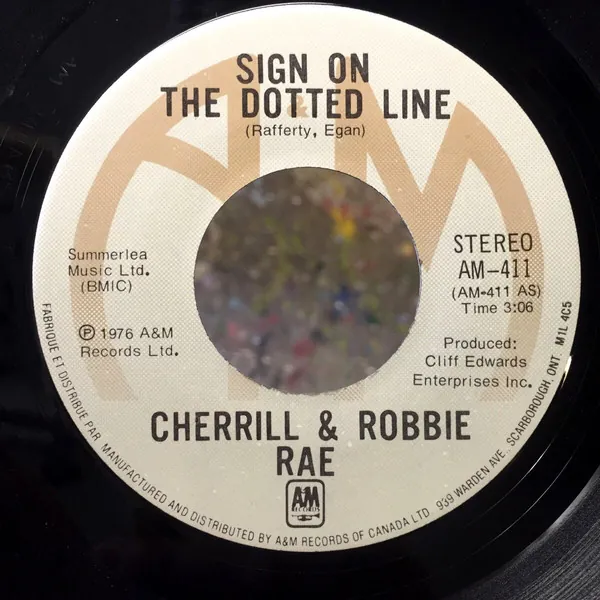 SIGN ON
THE DOTTED LINE
(Rafferty, Egan)
Summerlea
Music Ltd.
(BMIC)
℗ 1976 A&M
Records Ltd.
STEREO
AM-411
(AM-411 AS)
Time 3:06
Produced:
Cliff Edwards
Enterprises Inc.
CHERRILL & ROBBIE
RAE
A&M
RECORDS
FABRIQUE ET DISTRIBUE PAR MANUFACTURED AND DISTRIBUTED BY A&M RECORDS OF CANADA LTD. 939 WARDEN AVE., SCARBOROUGH, ONT M1L 4C5